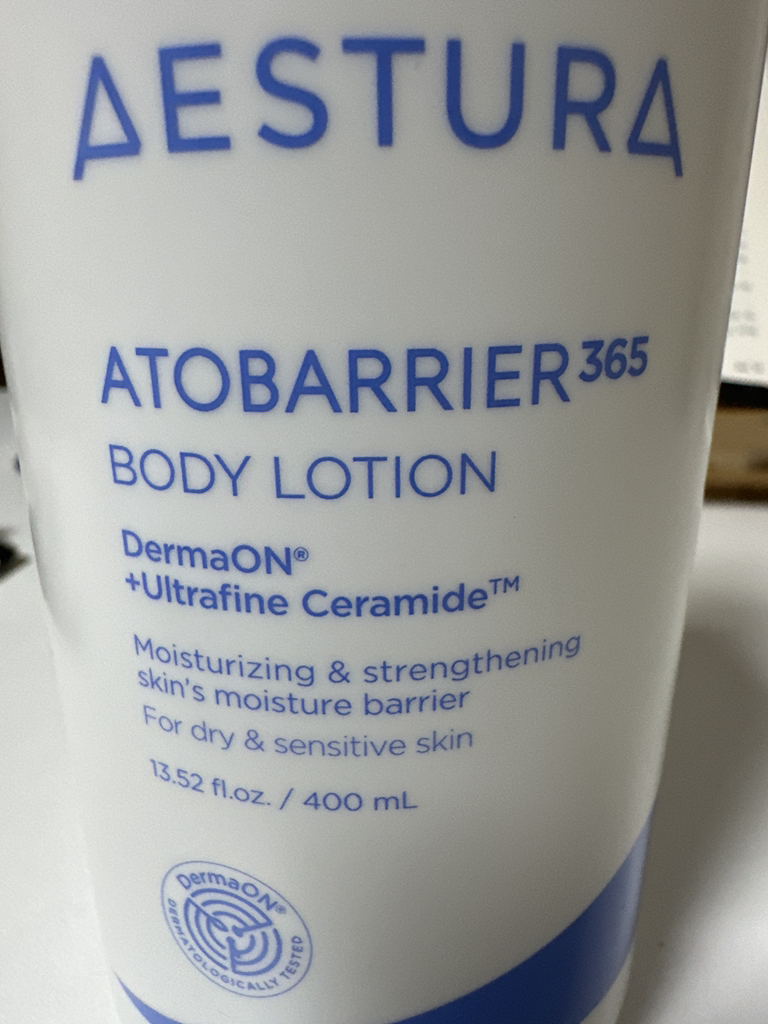 AESTURA
ATOBARRIER365
BODY LOTION
DermaON®
+Ultrafine Ceramide™
Moisturizing & strengthening
skin's moisture barrier
For dry & sensitive skin
13.52 fl.oz. / 400 mL
DermaON®
DERMATOLOGICALLY TESTED